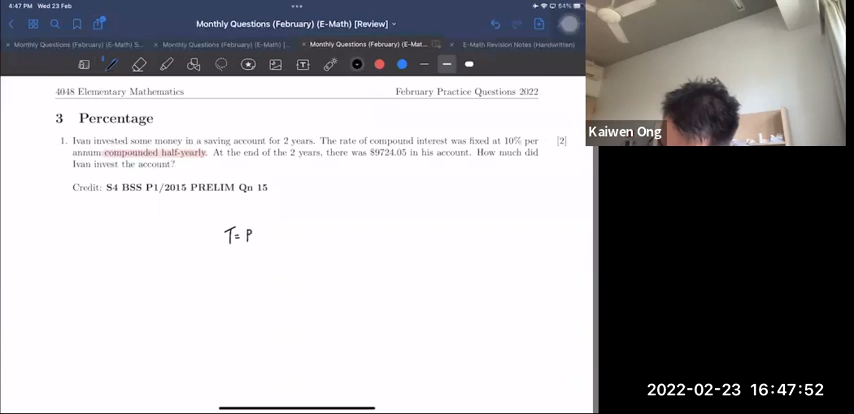 4:47 PM Wed 23 Feb
64%
Monthly Questions (February) (E-Math) [Review]
Monthly Questions (February) (E-Math) S...
Monthly Questions (February) (E-Math) [...
Monthly Questions (February) (E-Mat...
E-Math Revision Notes (Handwritten)
4048 Elementary Mathematics
February Practice Questions 2022
3 Percentage
1. Ivan invested some money in a saving account for 2 years. The rate of compound interest was fixed at 10% per [2]
annum compounded half-yearly. At the end of the 2 years, there was $9724.05 in his account. How much did
Ivan invest the account?
Credit: S4 BSS P1/2015 PRELIM Qn 15
T= P
Kaiwen Ong
2022-02-23 16:47:52